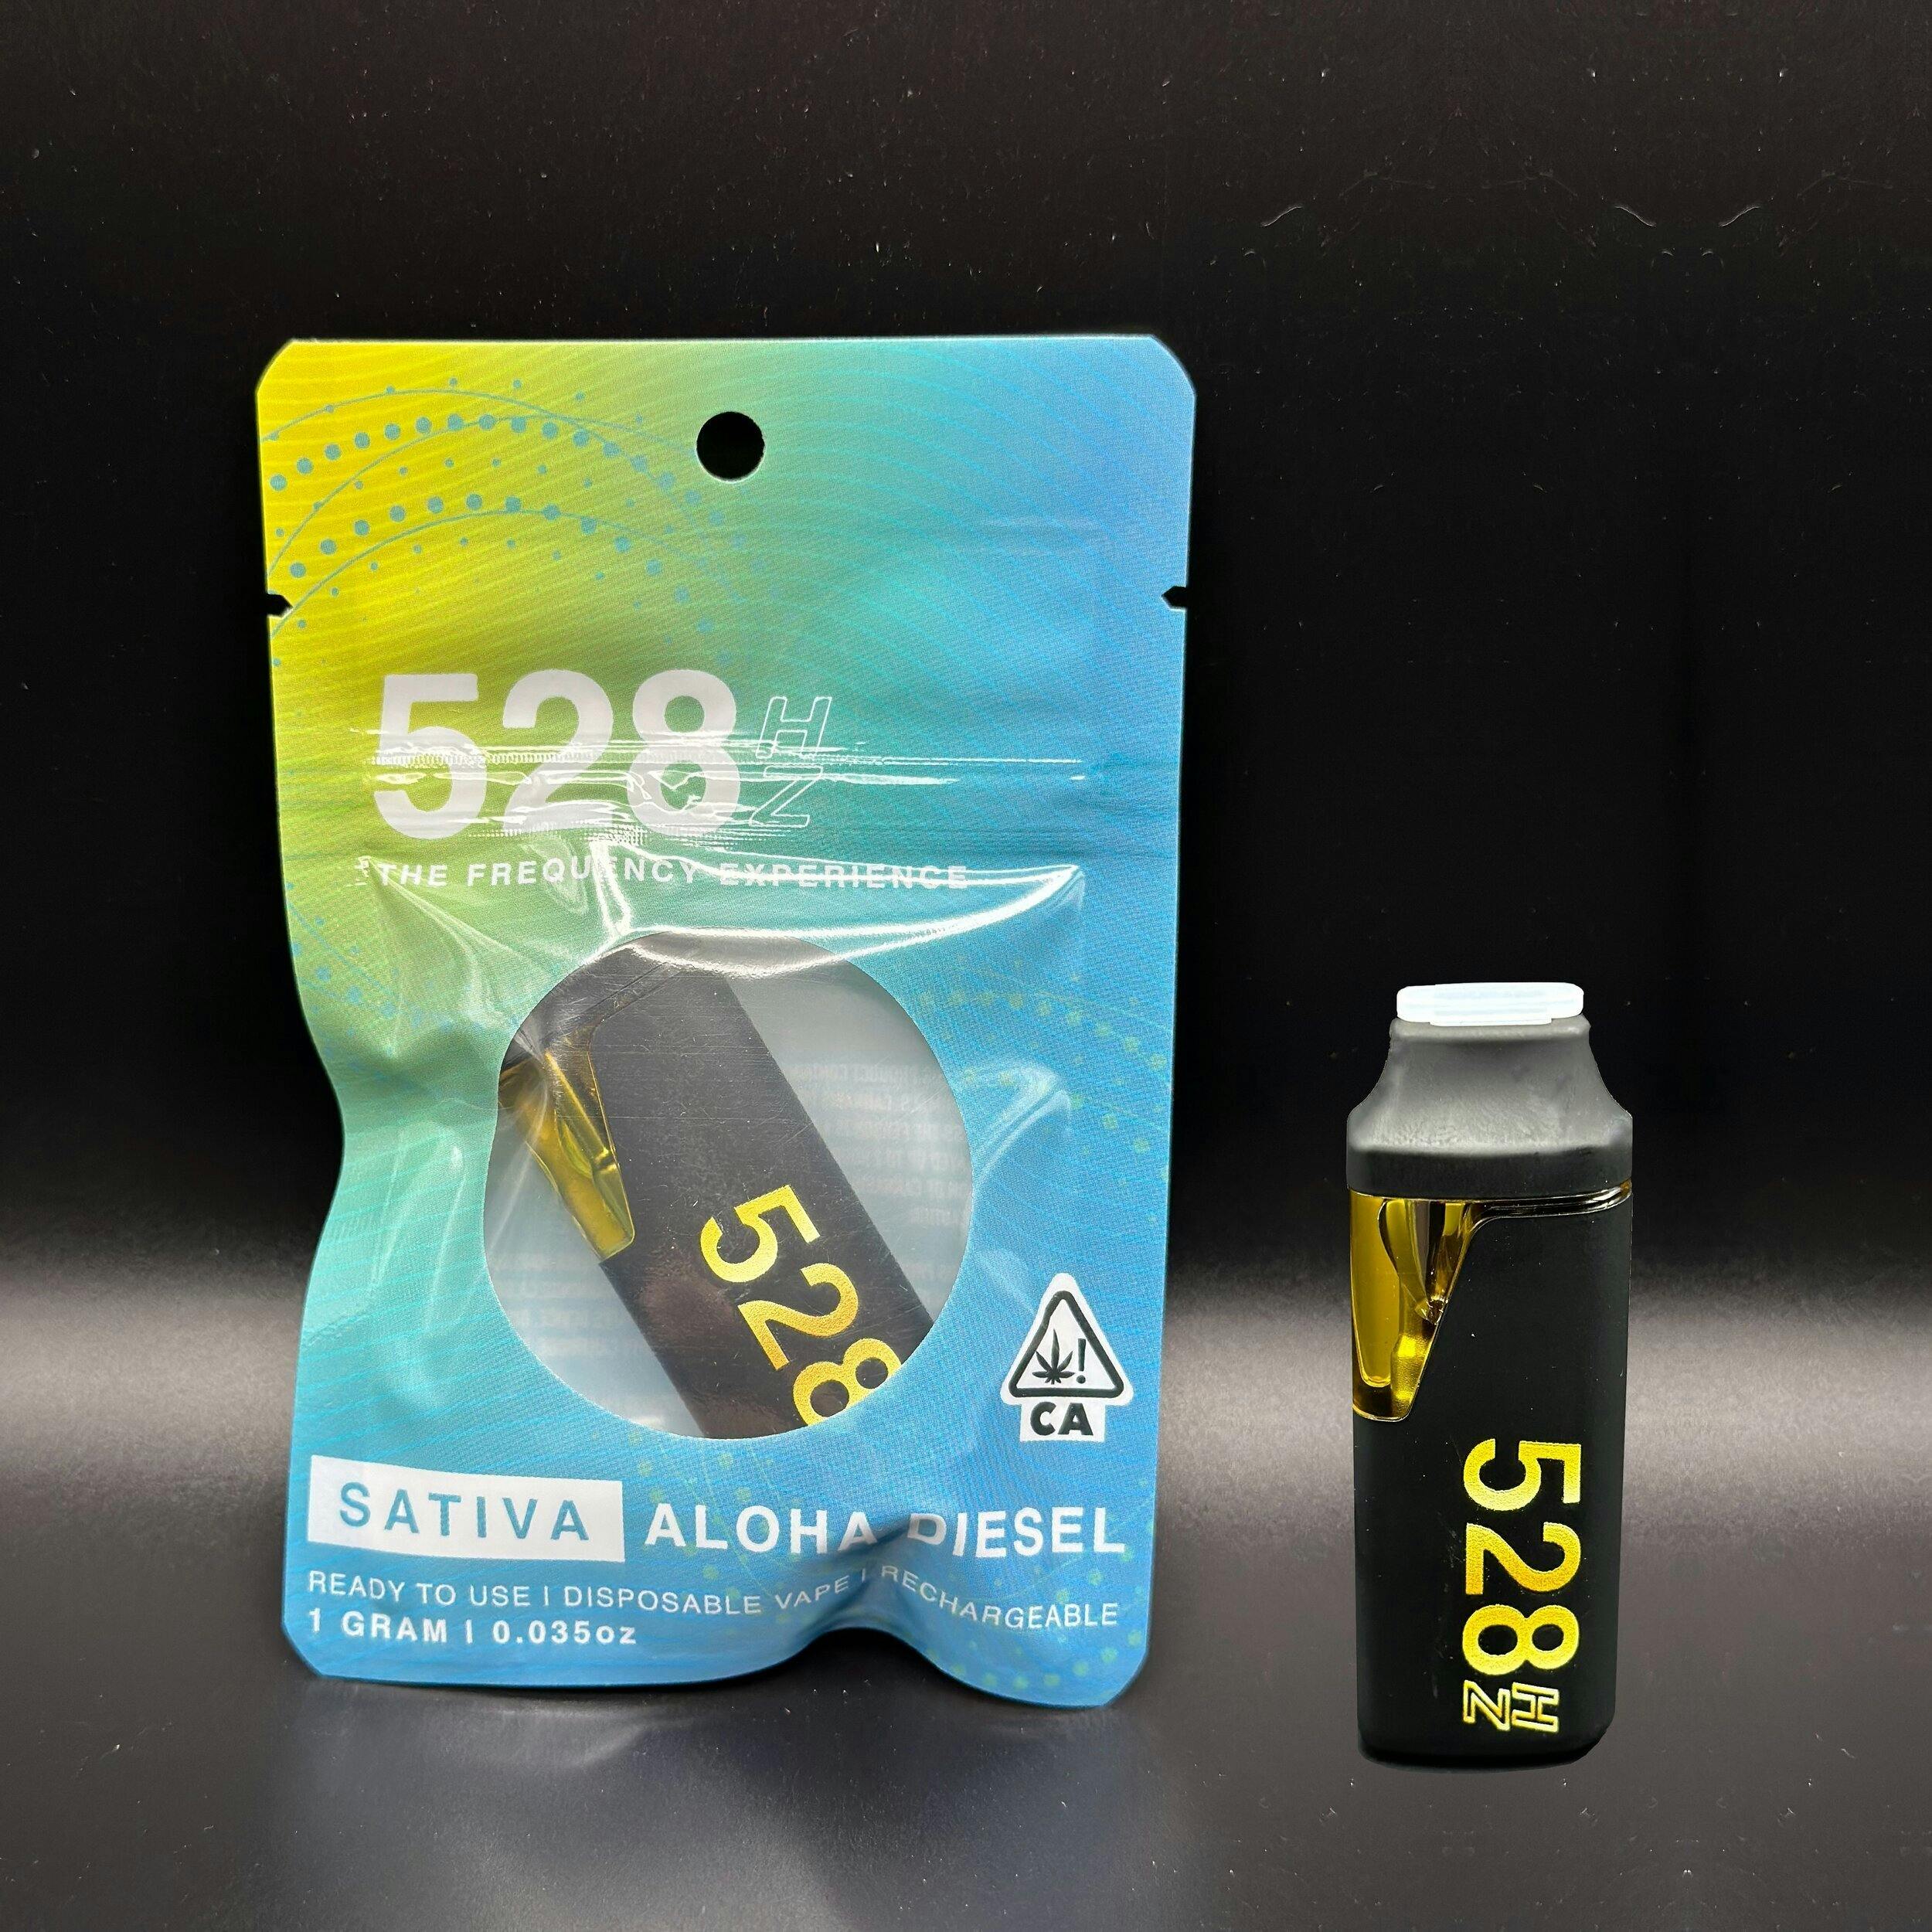 528 HZ
THE FREQUENCY EXPERIENCE
528
CA
SATIVA ALOHA DIESEL
READY TO USE | DISPOSABLE VAPE | RECHARGEABLE
1 GRAM | 0.035oz
528 HZ